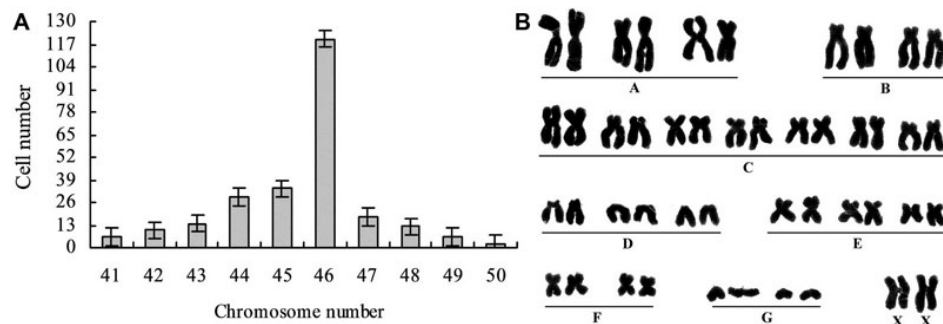 A
B
130
117
104
91
78
65
52
39
26
13
0
Cell number
41 42 43 44 45 46 47 48 49 50
Chromosome number
A B
C
D E
F G X X